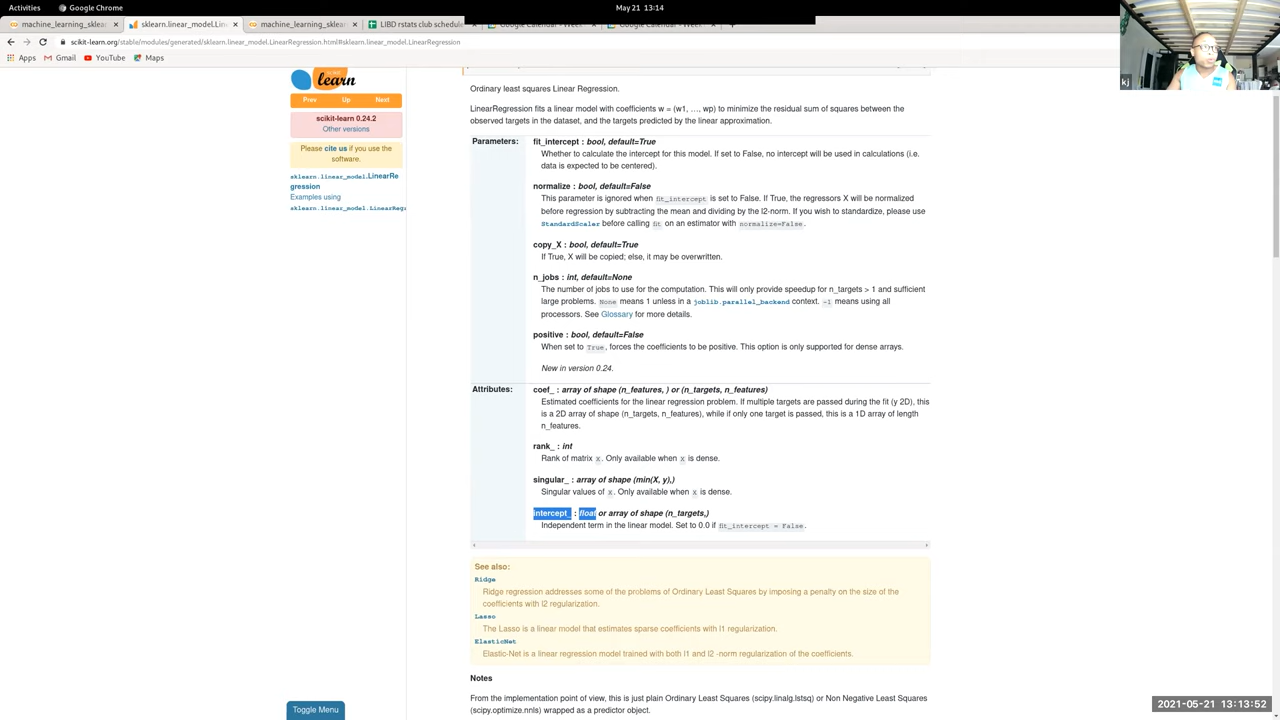 Activities
Google Chrome
May 21 13:14
machine_learning_sklear
sklearn.linear_model.Lin
machine_learning_sklear
LIBD rstats club schedule
scikit-learn.org/stable/modules/generated/sklearn.linear_model.LinearRegression.html#sklearn.linear_model.LinearRegression
Apps
Gmail
YouTube
Maps
kj
learn
Prev
Up
Next
scikit-learn 0.24.2
Other versions
Please cite us if you use the
software.
sklearn.linear_model.LinearRe
gression
Examples using
sklearn.linear_model.LinearRegr
Ordinary least squares Linear Regression.
LinearRegression fits a linear model with coefficients w = (w1, …, wp) to minimize the residual sum of squares between the
observed targets in the dataset, and the targets predicted by the linear approximation.
Parameters:
fit_intercept : bool, default=True
Whether to calculate the intercept for this model. If set to False, no intercept will be used in calculations (i.e.
data is expected to be centered).
normalize : bool, default=False
This parameter is ignored when fit_intercept is set to False. If True, the regressors X will be normalized
before regression by subtracting the mean and dividing by the l2-norm. If you wish to standardize, please use
StandardScaler before calling fit on an estimator with normalize=False.
copy_X : bool, default=True
If True, X will be copied; else, it may be overwritten.
n_jobs : int, default=None
The number of jobs to use for the computation. This will only provide speedup for n_targets > 1 and sufficient
large problems. None means 1 unless in a joblib.parallel_backend context. -1 means using all
processors. See Glossary for more details.
positive : bool, default=False
When set to True, forces the coefficients to be positive. This option is only supported for dense arrays.
New in version 0.24.
Attributes:
coef_ : array of shape (n_features, ) or (n_targets, n_features)
Estimated coefficients for the linear regression problem. If multiple targets are passed during the fit (y 2D), this
is a 2D array of shape (n_targets, n_features), while if only one target is passed, this is a 1D array of length
n_features.
rank_ : int
Rank of matrix X. Only available when X is dense.
singular_ : array of shape (min(X, y),)
Singular values of X. Only available when X is dense.
intercept_ : float or array of shape (n_targets,)
Independent term in the linear model. Set to 0.0 if fit_intercept = False.
See also:
Ridge
Ridge regression addresses some of the problems of Ordinary Least Squares by imposing a penalty on the size of the
coefficients with l2 regularization.
Lasso
The Lasso is a linear model that estimates sparse coefficients with l1 regularization.
ElasticNet
Elastic-Net is a linear regression model trained with both l1 and l2 -norm regularization of the coefficients.
Notes
From the implementation point of view, this is just plain Ordinary Least Squares (scipy.linalg.lstsq) or Non Negative Least Squares
(scipy.optimize.nnls) wrapped as a predictor object.
Toggle Menu
2021-05-21 13:13:52